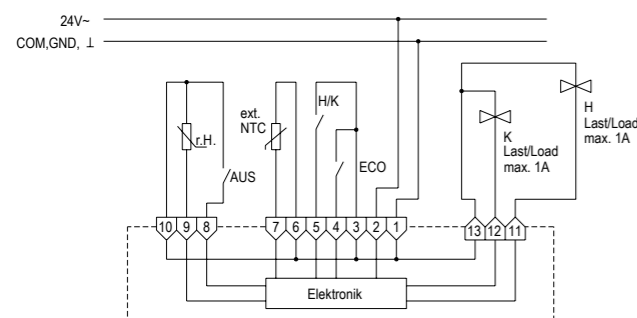 24V~
COM,GND, ⊥
r.H.
AUS
ext.
NTC
H/K
ECO
K
Last/Load
max. 1A
H
Last/Load
max. 1A
10 9 8 7 6 5 4 3 2 1 13 12 11
Elektronik